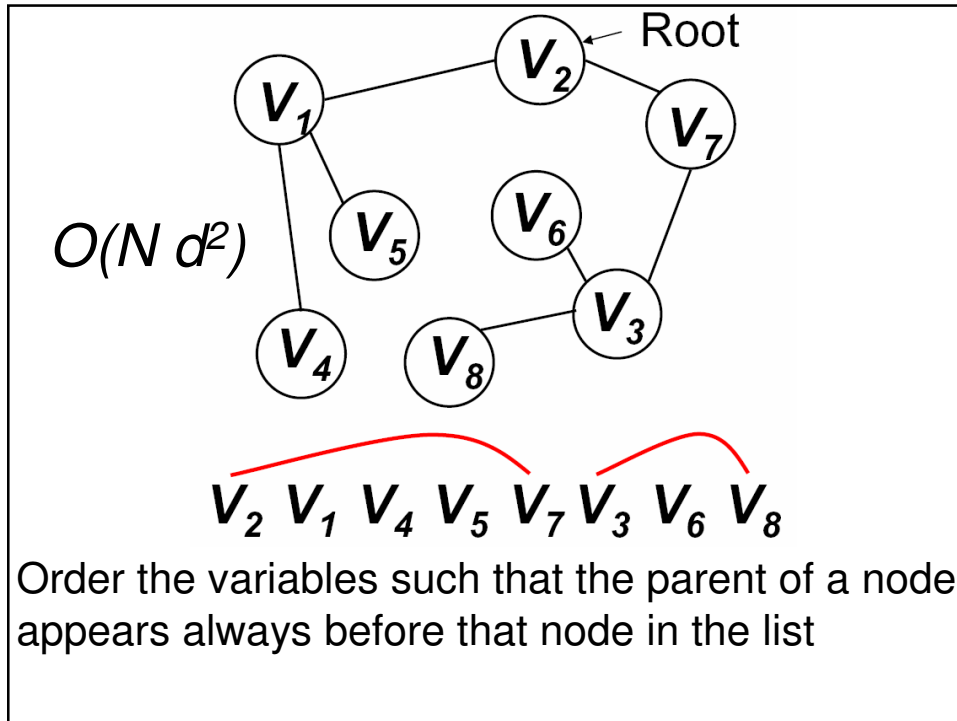 Root
V₂
V₁
V₇
V₆
V₅
O(N d²)
V₃
V₄
V₈
V₂ V₁ V₄ V₅ V₇ V₃ V₆ V₈
Order the variables such that the parent of a node
appears always before that node in the list